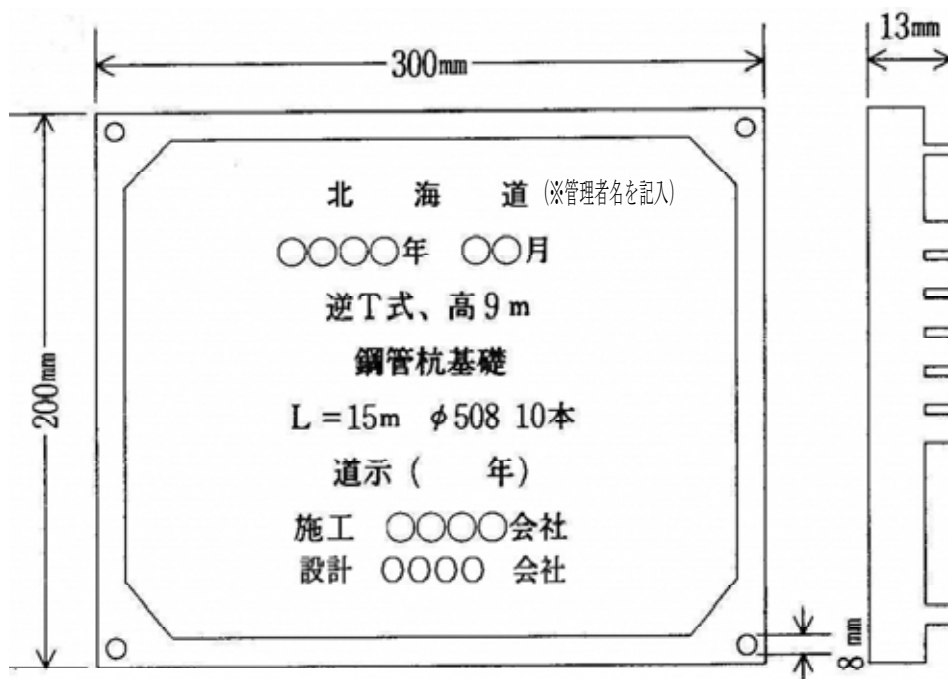 13mm
300mm
北 海 道 (※管理者名を記入)
○○○○年 ○○月
逆T式、高9m
200mm
鋼管杭基礎
L=15m φ508 10本
道示( 年)
施工 ○○○○会社
設計 ○○○○ 会社
8mm